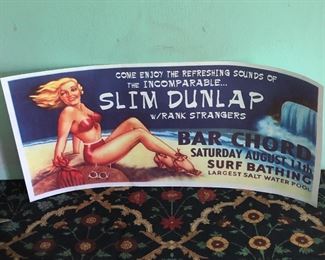 COME ENJOY THE REFRESHING SOUNDS OF
THE INCOMPARABLE...
SLIM DUNLAP
W/RANK STRANGERS
BAR CHORD
SATURDAY AUGUST 11th
SURF BATHING
LARGEST SALT WATER POOL